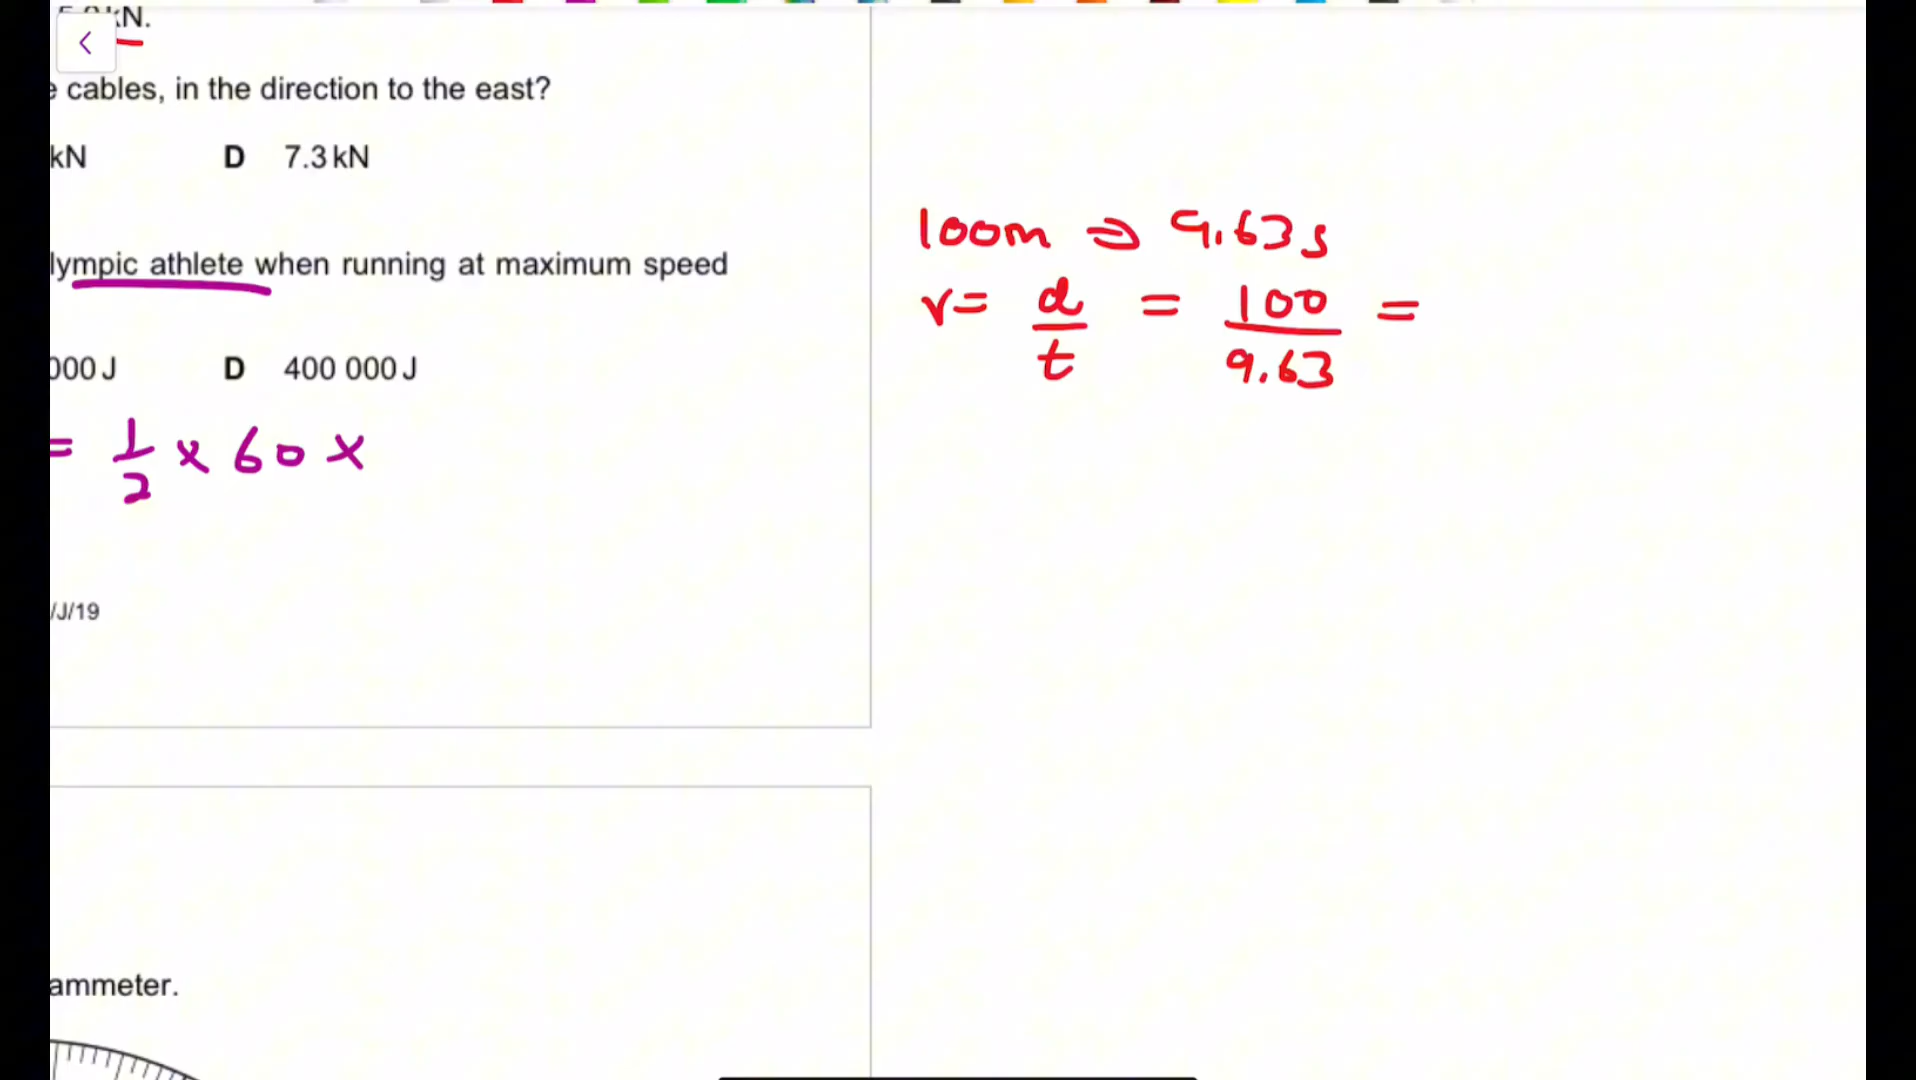 kN.
cables, in the direction to the east?
kN D 7.3 kN
lympic athlete when running at maximum speed
000 J D 400 000 J
= 1/2 × 60 ×
/J/19
ammeter.
100m ⇒ 9.63s
v = d/t = 100/9.63 =